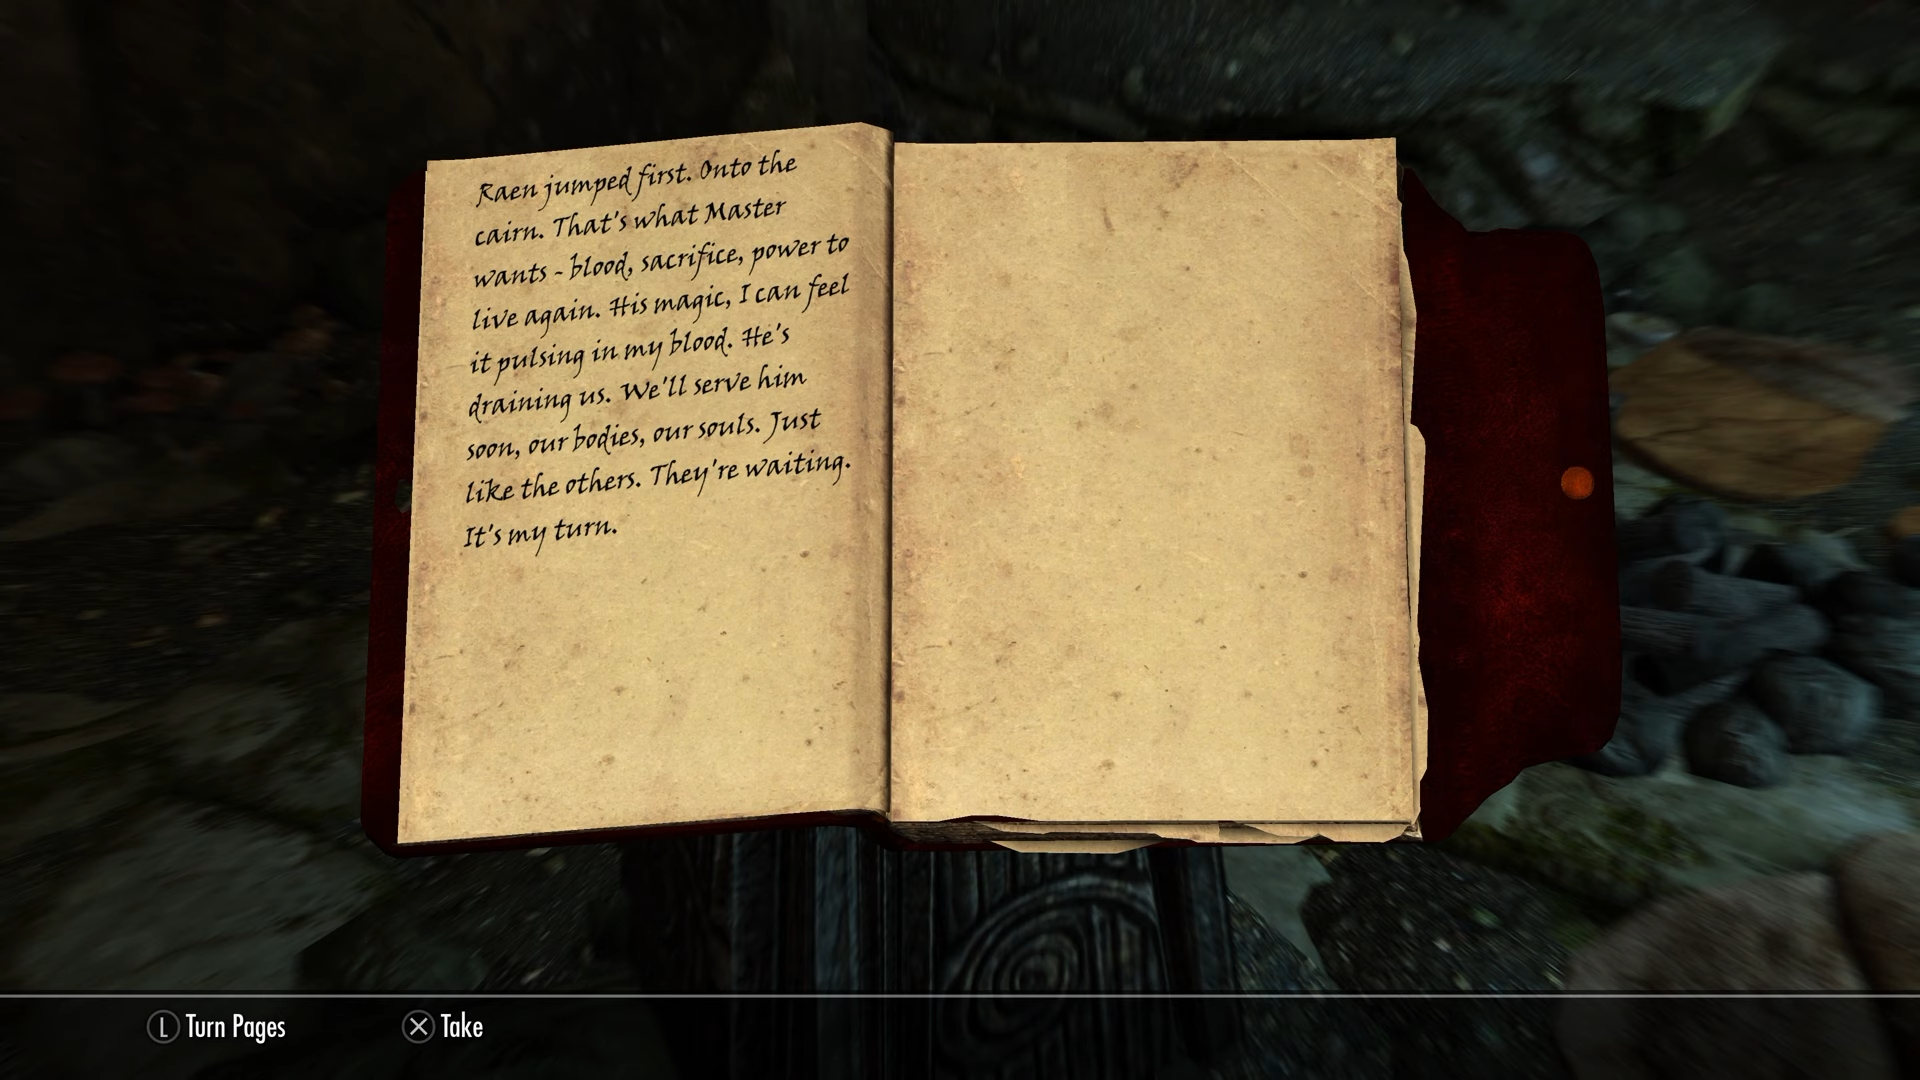 Raen jumped first. Onto the
cairn. That's what Master
wants - blood, sacrifice, power to
live again. His magic, I can feel
it pulsing in my blood. He's
draining us. We'll serve him
soon, our bodies, our souls. Just
like the others. They're waiting.
It's my turn.
L Turn Pages
X Take